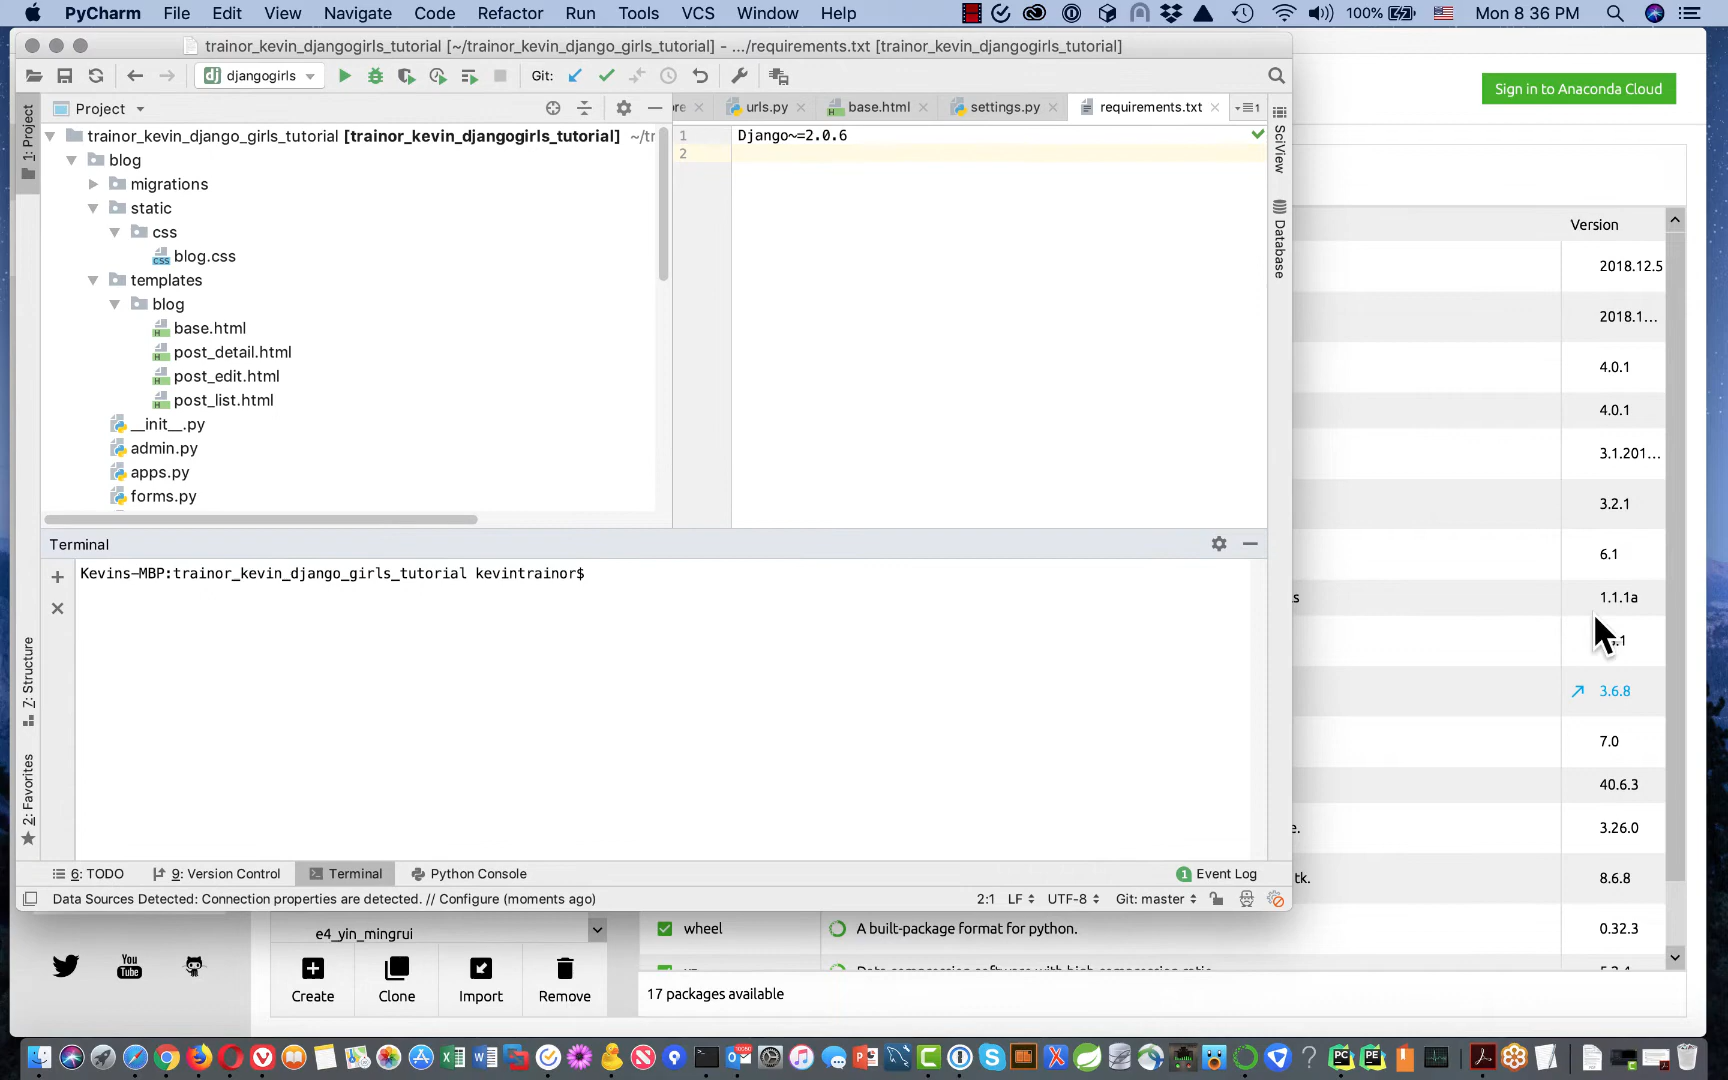 PyCharm File Edit View Navigate Code Refactor Run Tools VCS Window Help 100% Mon 8 36 PM
trainor_kevin_djangogirls_tutorial [~/trainor_kevin_django_girls_tutorial] - .../requirements.txt [trainor_kevin_djangogirls_tutorial]
djangogirls Git:
Sign in to Anaconda Cloud
1: Project
Project
urls.py base.html settings.py requirements.txt
trainor_kevin_django_girls_tutorial [trainor_kevin_djangogirls_tutorial] ~/tr
1 Django~=2.0.6
2
blog
migrations
static
css
blog.css
templates
blog
base.html
post_detail.html
post_edit.html
post_list.html
__init__.py
admin.py
apps.py
forms.py
SciView
Database
Version
2018.12.5
2018.1...
4.0.1
4.0.1
3.1.201...
3.2.1
6.1
s 1.1.1a
3.6.8
7.0
40.6.3
e. 3.26.0
tk. 8.6.8
Terminal
Kevins-MBP:trainor_kevin_django_girls_tutorial kevintrainor$
7: Structure
2: Favorites
6: TODO 9: Version Control Terminal Python Console 1 Event Log
Data Sources Detected: Connection properties are detected. // Configure (moments ago) 2:1 LF UTF-8 Git: master
e4_yin_mingrui
wheel A built-package format for python. 0.32.3
You Tube
Create Clone Import Remove
17 packages available